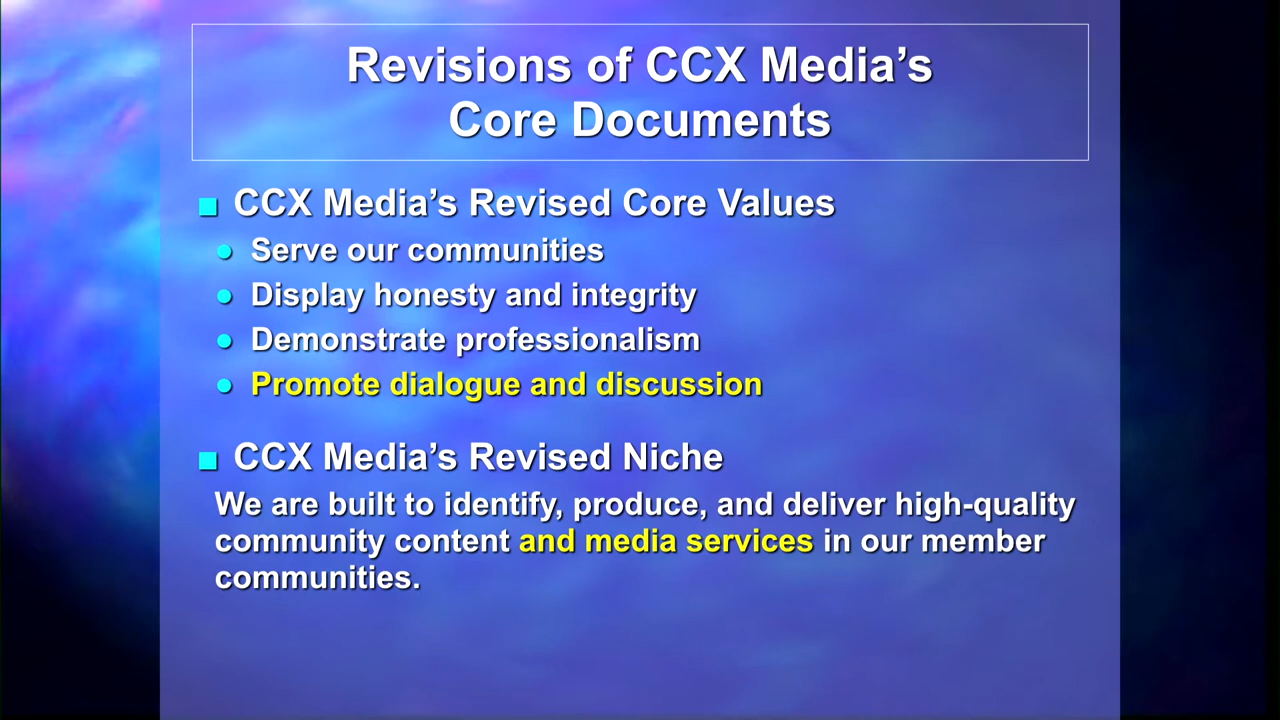 Revisions of CCX Media’s
Core Documents
CCX Media’s Revised Core Values
Serve our communities
Display honesty and integrity
Demonstrate professionalism
Promote dialogue and discussion
CCX Media’s Revised Niche
We are built to identify, produce, and deliver high-quality
community content and media services in our member
communities.